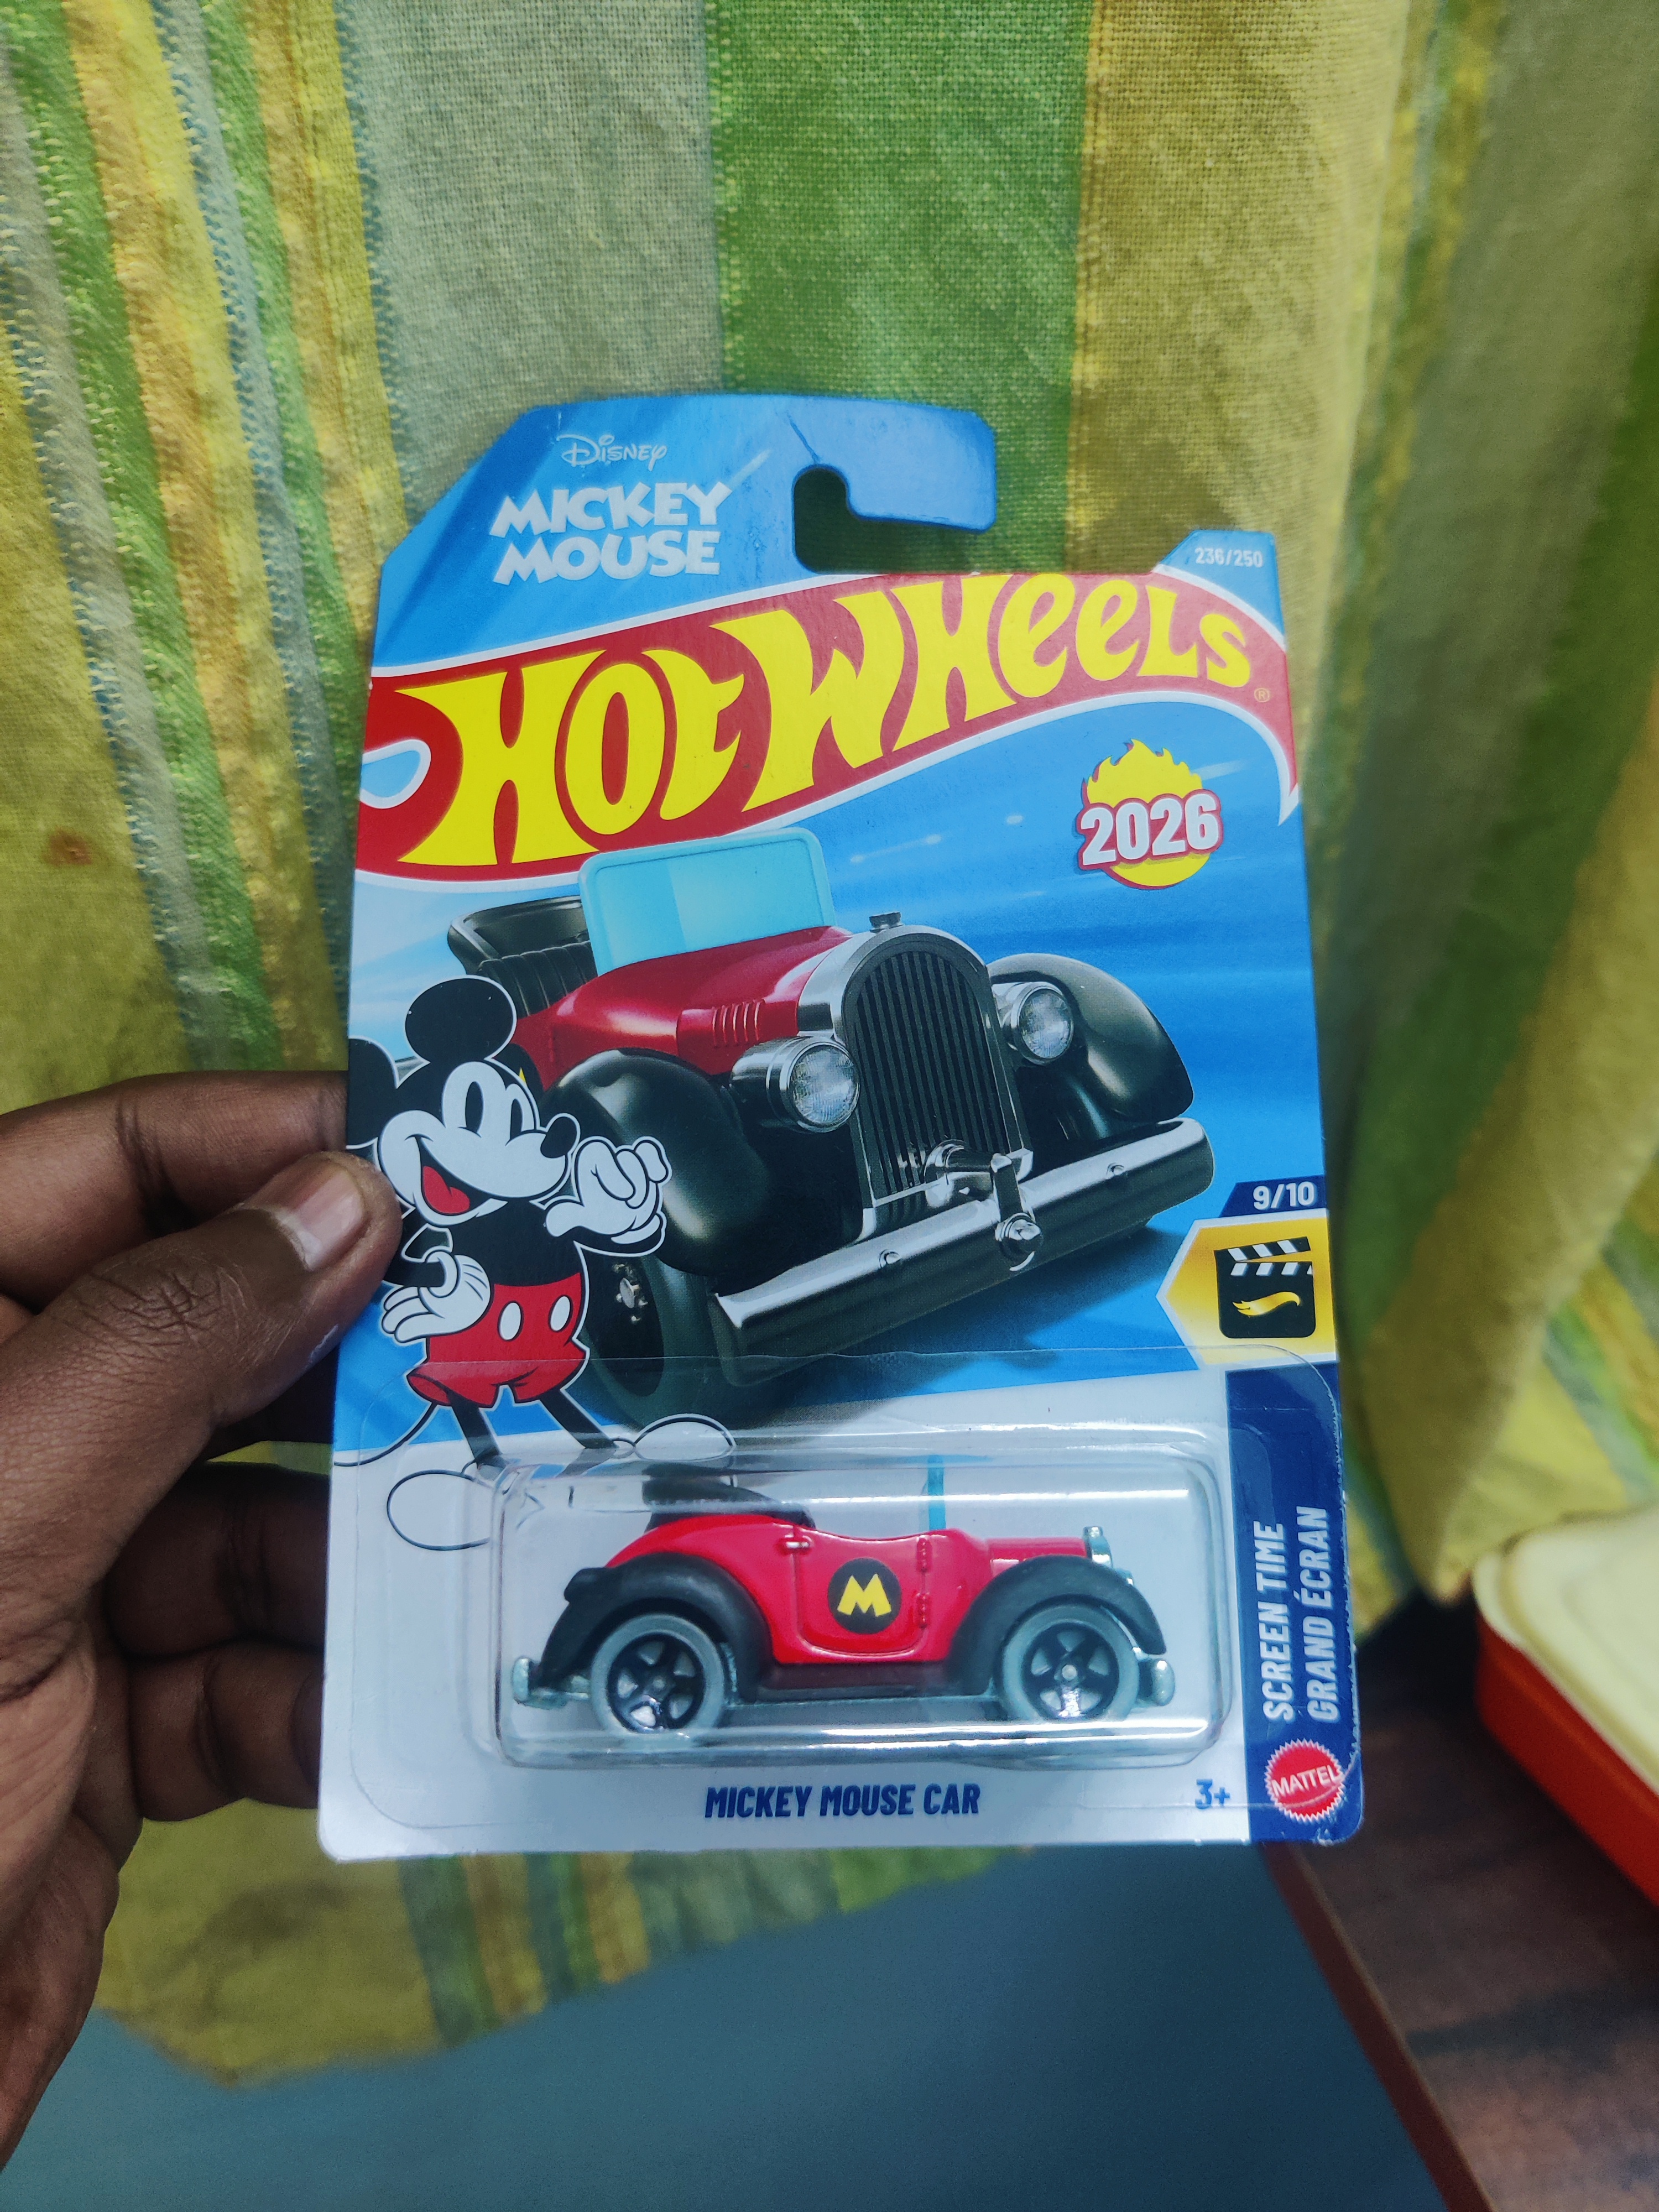 Disney
MICKEY
MOUSE
236/250
HOT WHEELS
®
2026
9/10
M
SCREEN TIME
GRAND ÉCRAN
MICKEY MOUSE CAR
3+
MATTEL